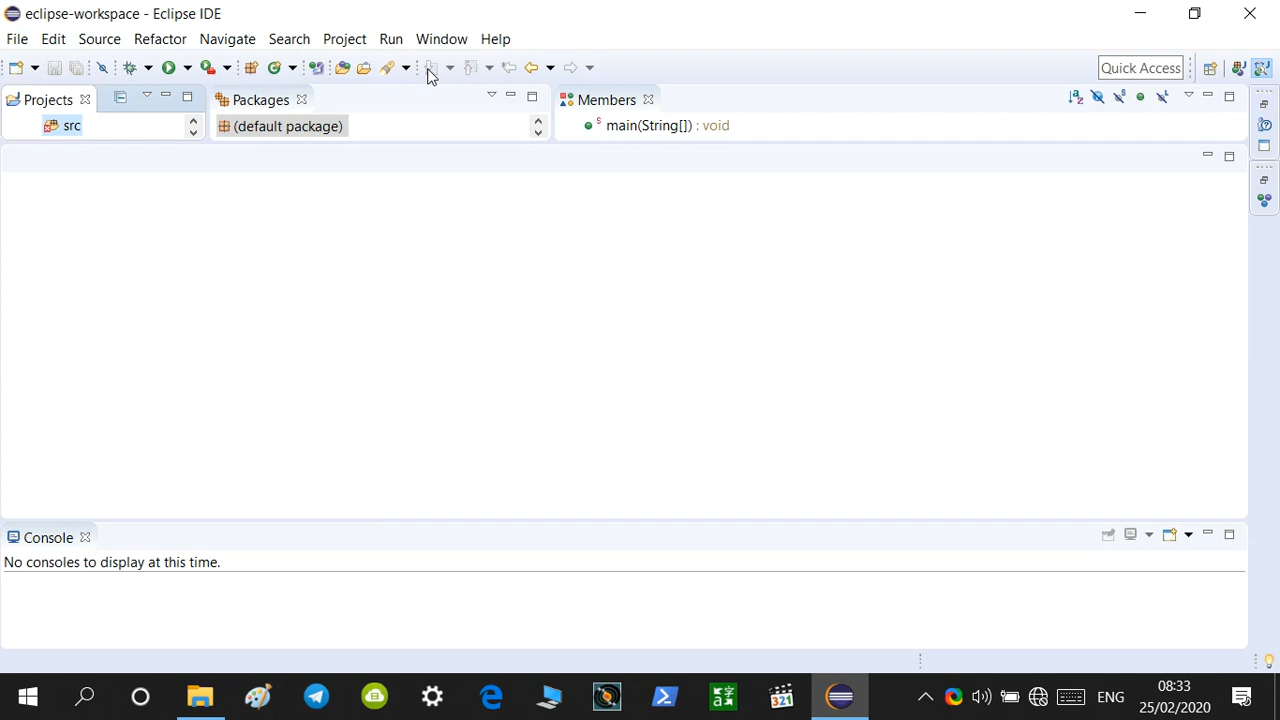 eclipse-workspace - Eclipse IDE
File Edit Source Refactor Navigate Search Project Run Window Help
Quick Access
Projects Packages Members
src (default package) main(String[]) : void
Console
No consoles to display at this time.
ENG
08:33
25/02/2020